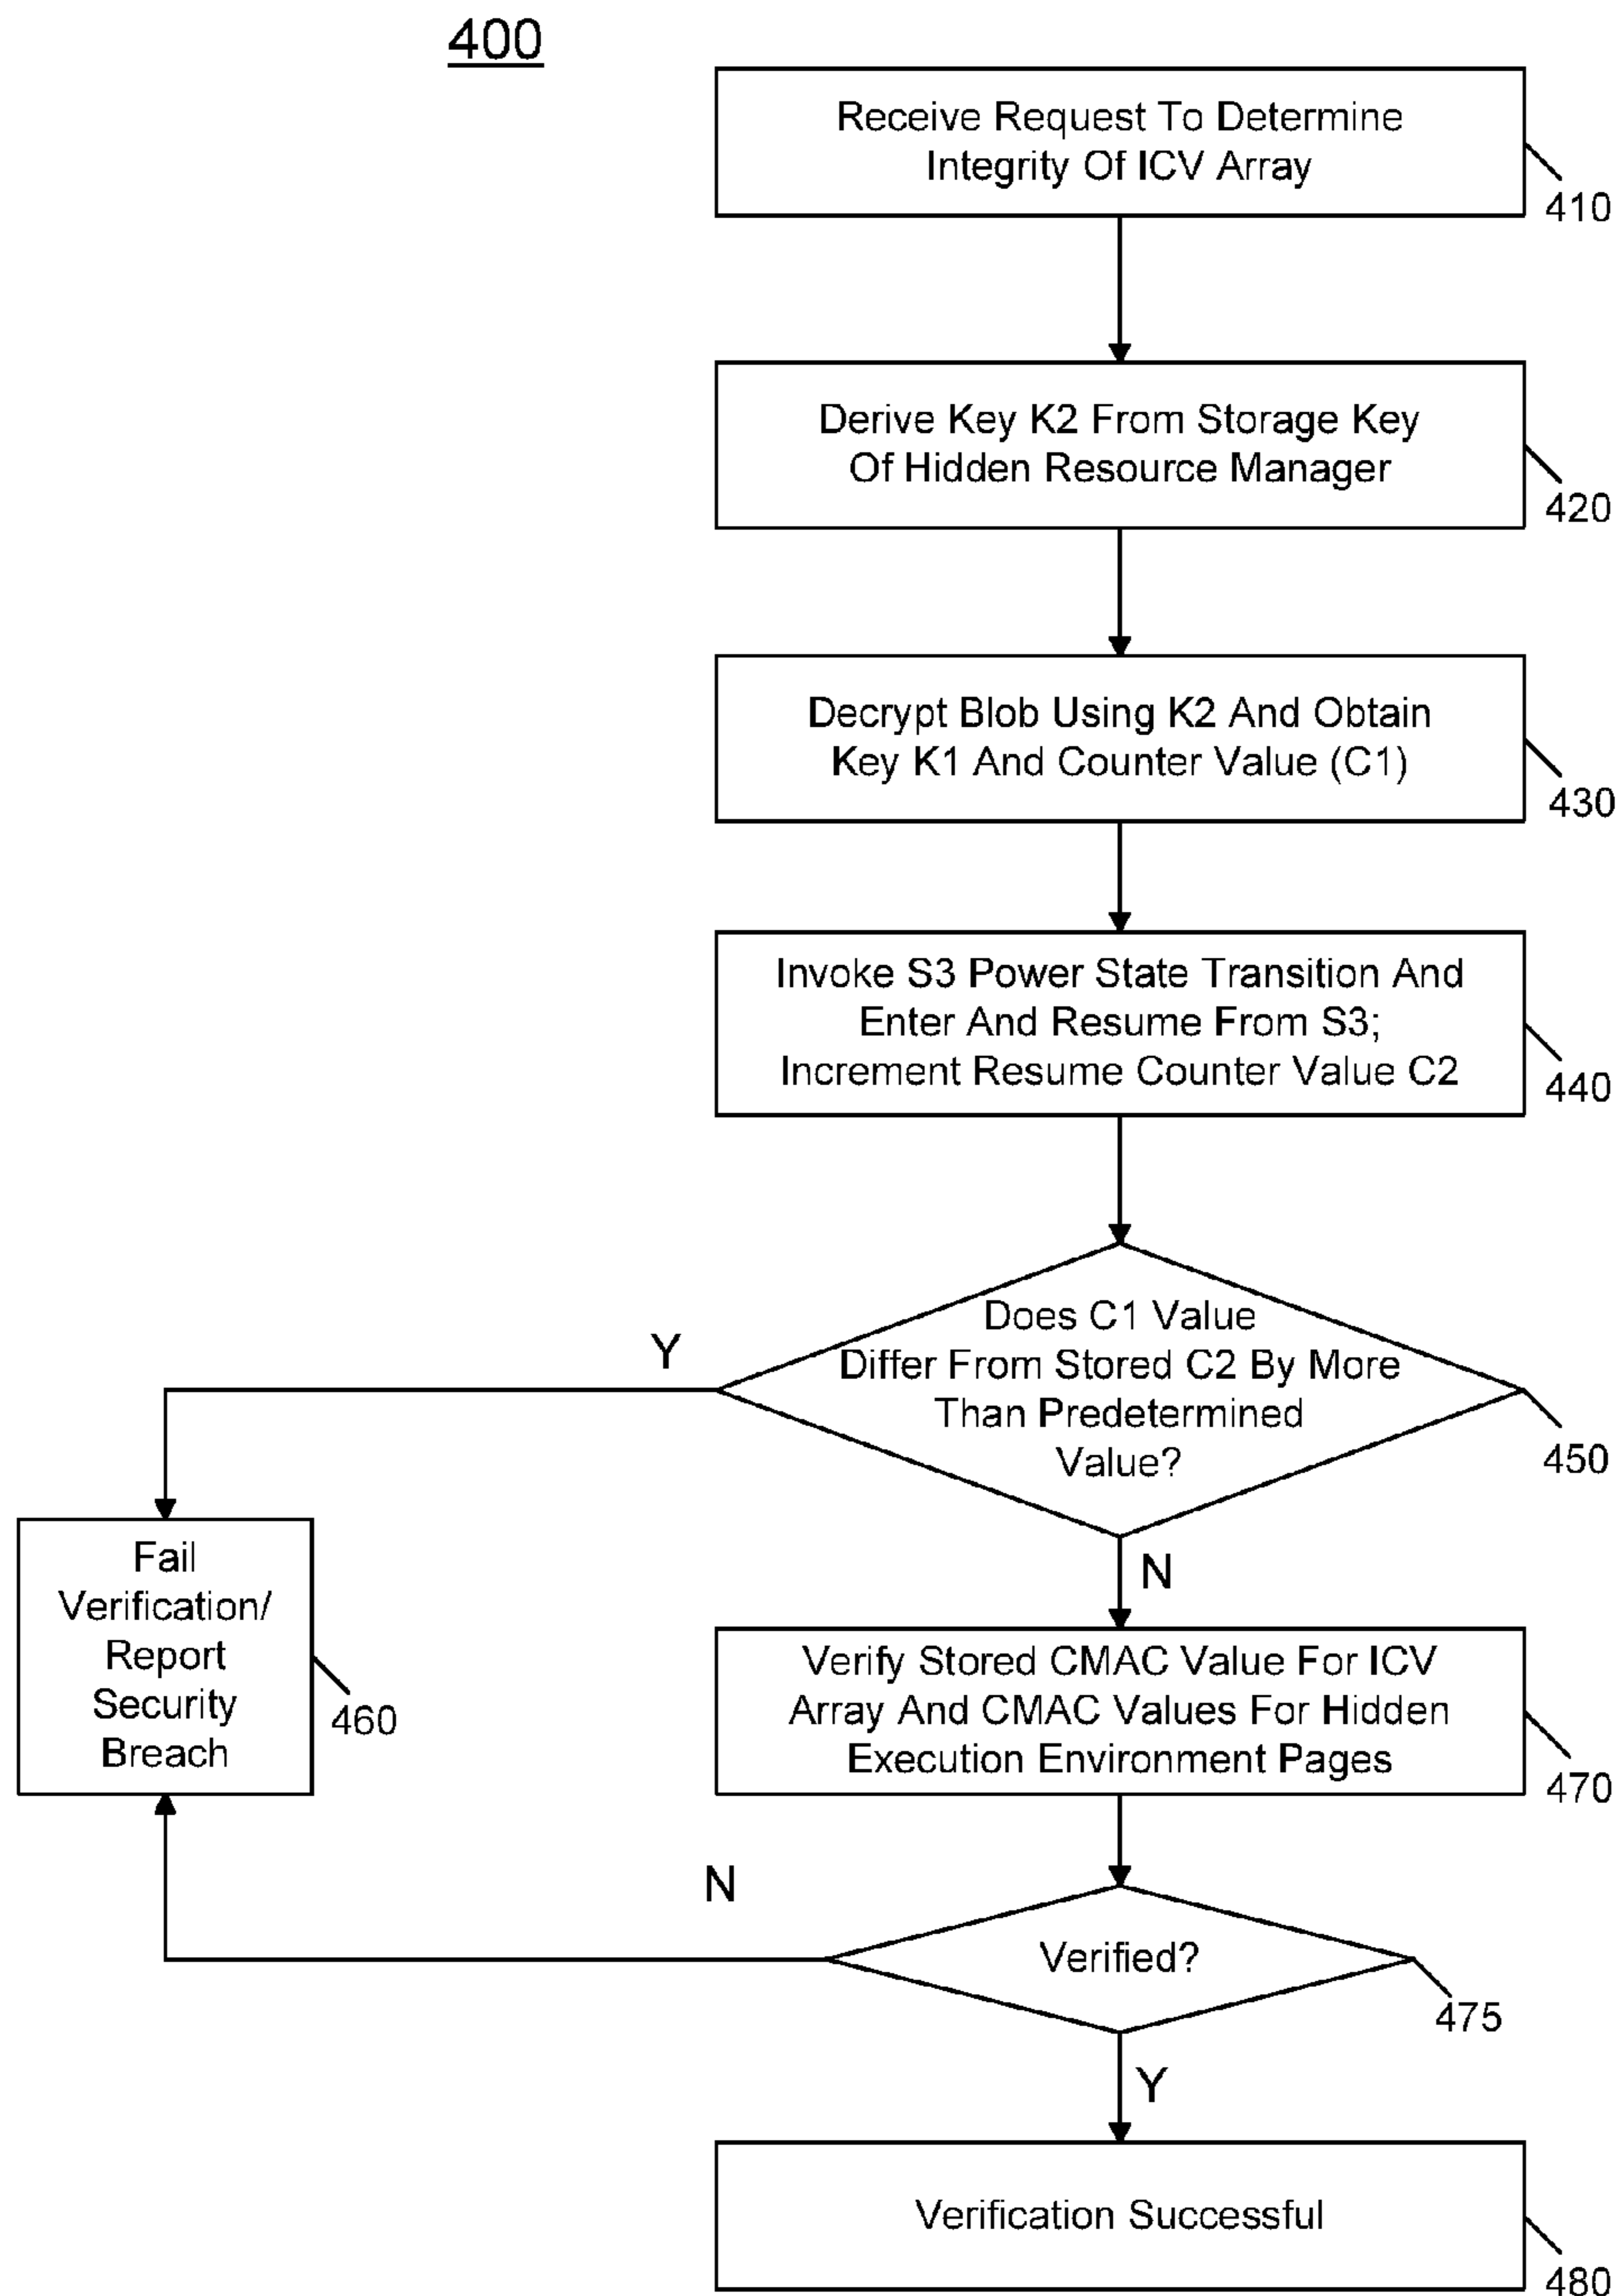 400
Receive Request To Determine
Integrity Of ICV Array
410
Derive Key K2 From Storage Key
Of Hidden Resource Manager
420
Decrypt Blob Using K2 And Obtain
Key K1 And Counter Value (C1)
430
Invoke S3 Power State Transition And
Enter And Resume From S3;
Increment Resume Counter Value C2
440
Does C1 Value
Differ From Stored C2 By More
Than Predetermined
Value?
450
Y
N
Fail
Verification/
Report
Security
Breach
460
Verify Stored CMAC Value For ICV
Array And CMAC Values For Hidden
Execution Environment Pages
470
N
Verified?
475
Y
Verification Successful
480